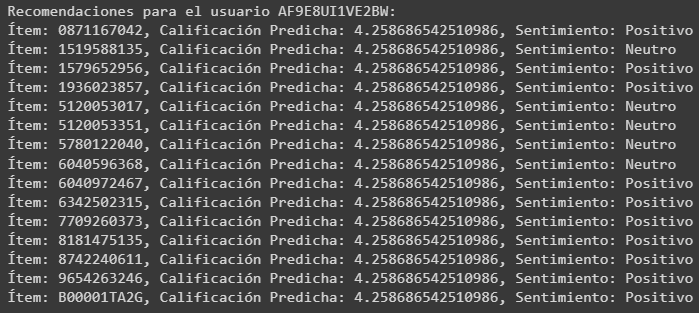 Recomendaciones para el usuario AF9E8UI1VE2BW:
Ítem: 0871167042, Calificación Predicha: 4.258686542510986, Sentimiento: Positivo
Ítem: 1519588135, Calificación Predicha: 4.258686542510986, Sentimiento: Neutro
Ítem: 1579652956, Calificación Predicha: 4.258686542510986, Sentimiento: Positivo
Ítem: 1936023857, Calificación Predicha: 4.258686542510986, Sentimiento: Positivo
Ítem: 5120053017, Calificación Predicha: 4.258686542510986, Sentimiento: Neutro
Ítem: 5120053351, Calificación Predicha: 4.258686542510986, Sentimiento: Neutro
Ítem: 5780122040, Calificación Predicha: 4.258686542510986, Sentimiento: Neutro
Ítem: 6040596368, Calificación Predicha: 4.258686542510986, Sentimiento: Neutro
Ítem: 6040972467, Calificación Predicha: 4.258686542510986, Sentimiento: Positivo
Ítem: 6342502315, Calificación Predicha: 4.258686542510986, Sentimiento: Positivo
Ítem: 7709260373, Calificación Predicha: 4.258686542510986, Sentimiento: Positivo
Ítem: 8181475135, Calificación Predicha: 4.258686542510986, Sentimiento: Positivo
Ítem: 8742240611, Calificación Predicha: 4.258686542510986, Sentimiento: Positivo
Ítem: 9654263246, Calificación Predicha: 4.258686542510986, Sentimiento: Positivo
Ítem: B00001TA2G, Calificación Predicha: 4.258686542510986, Sentimiento: Positivo